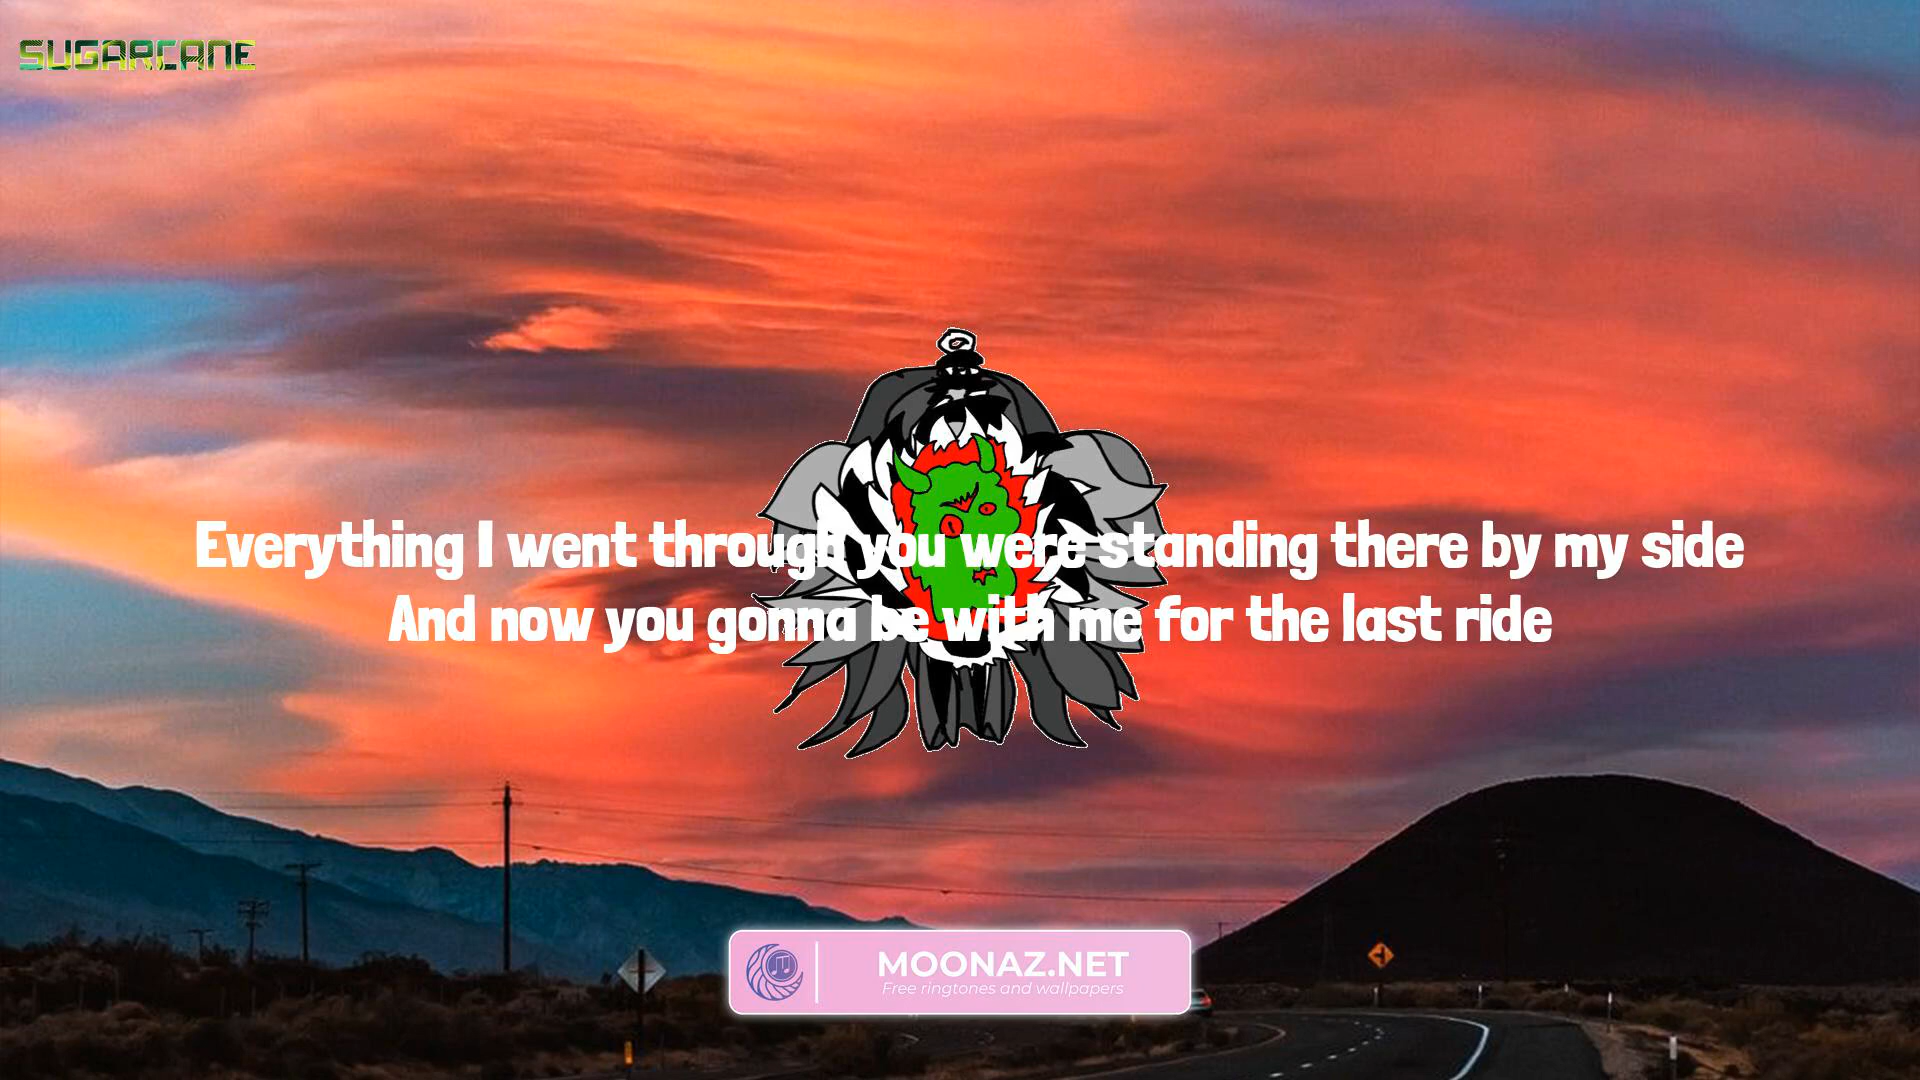 SUGARCANE
Everything I went through you were standing there by my side
And now you gonna be with me for the last ride
MOONAZ.NET
Free ringtones and wallpapers